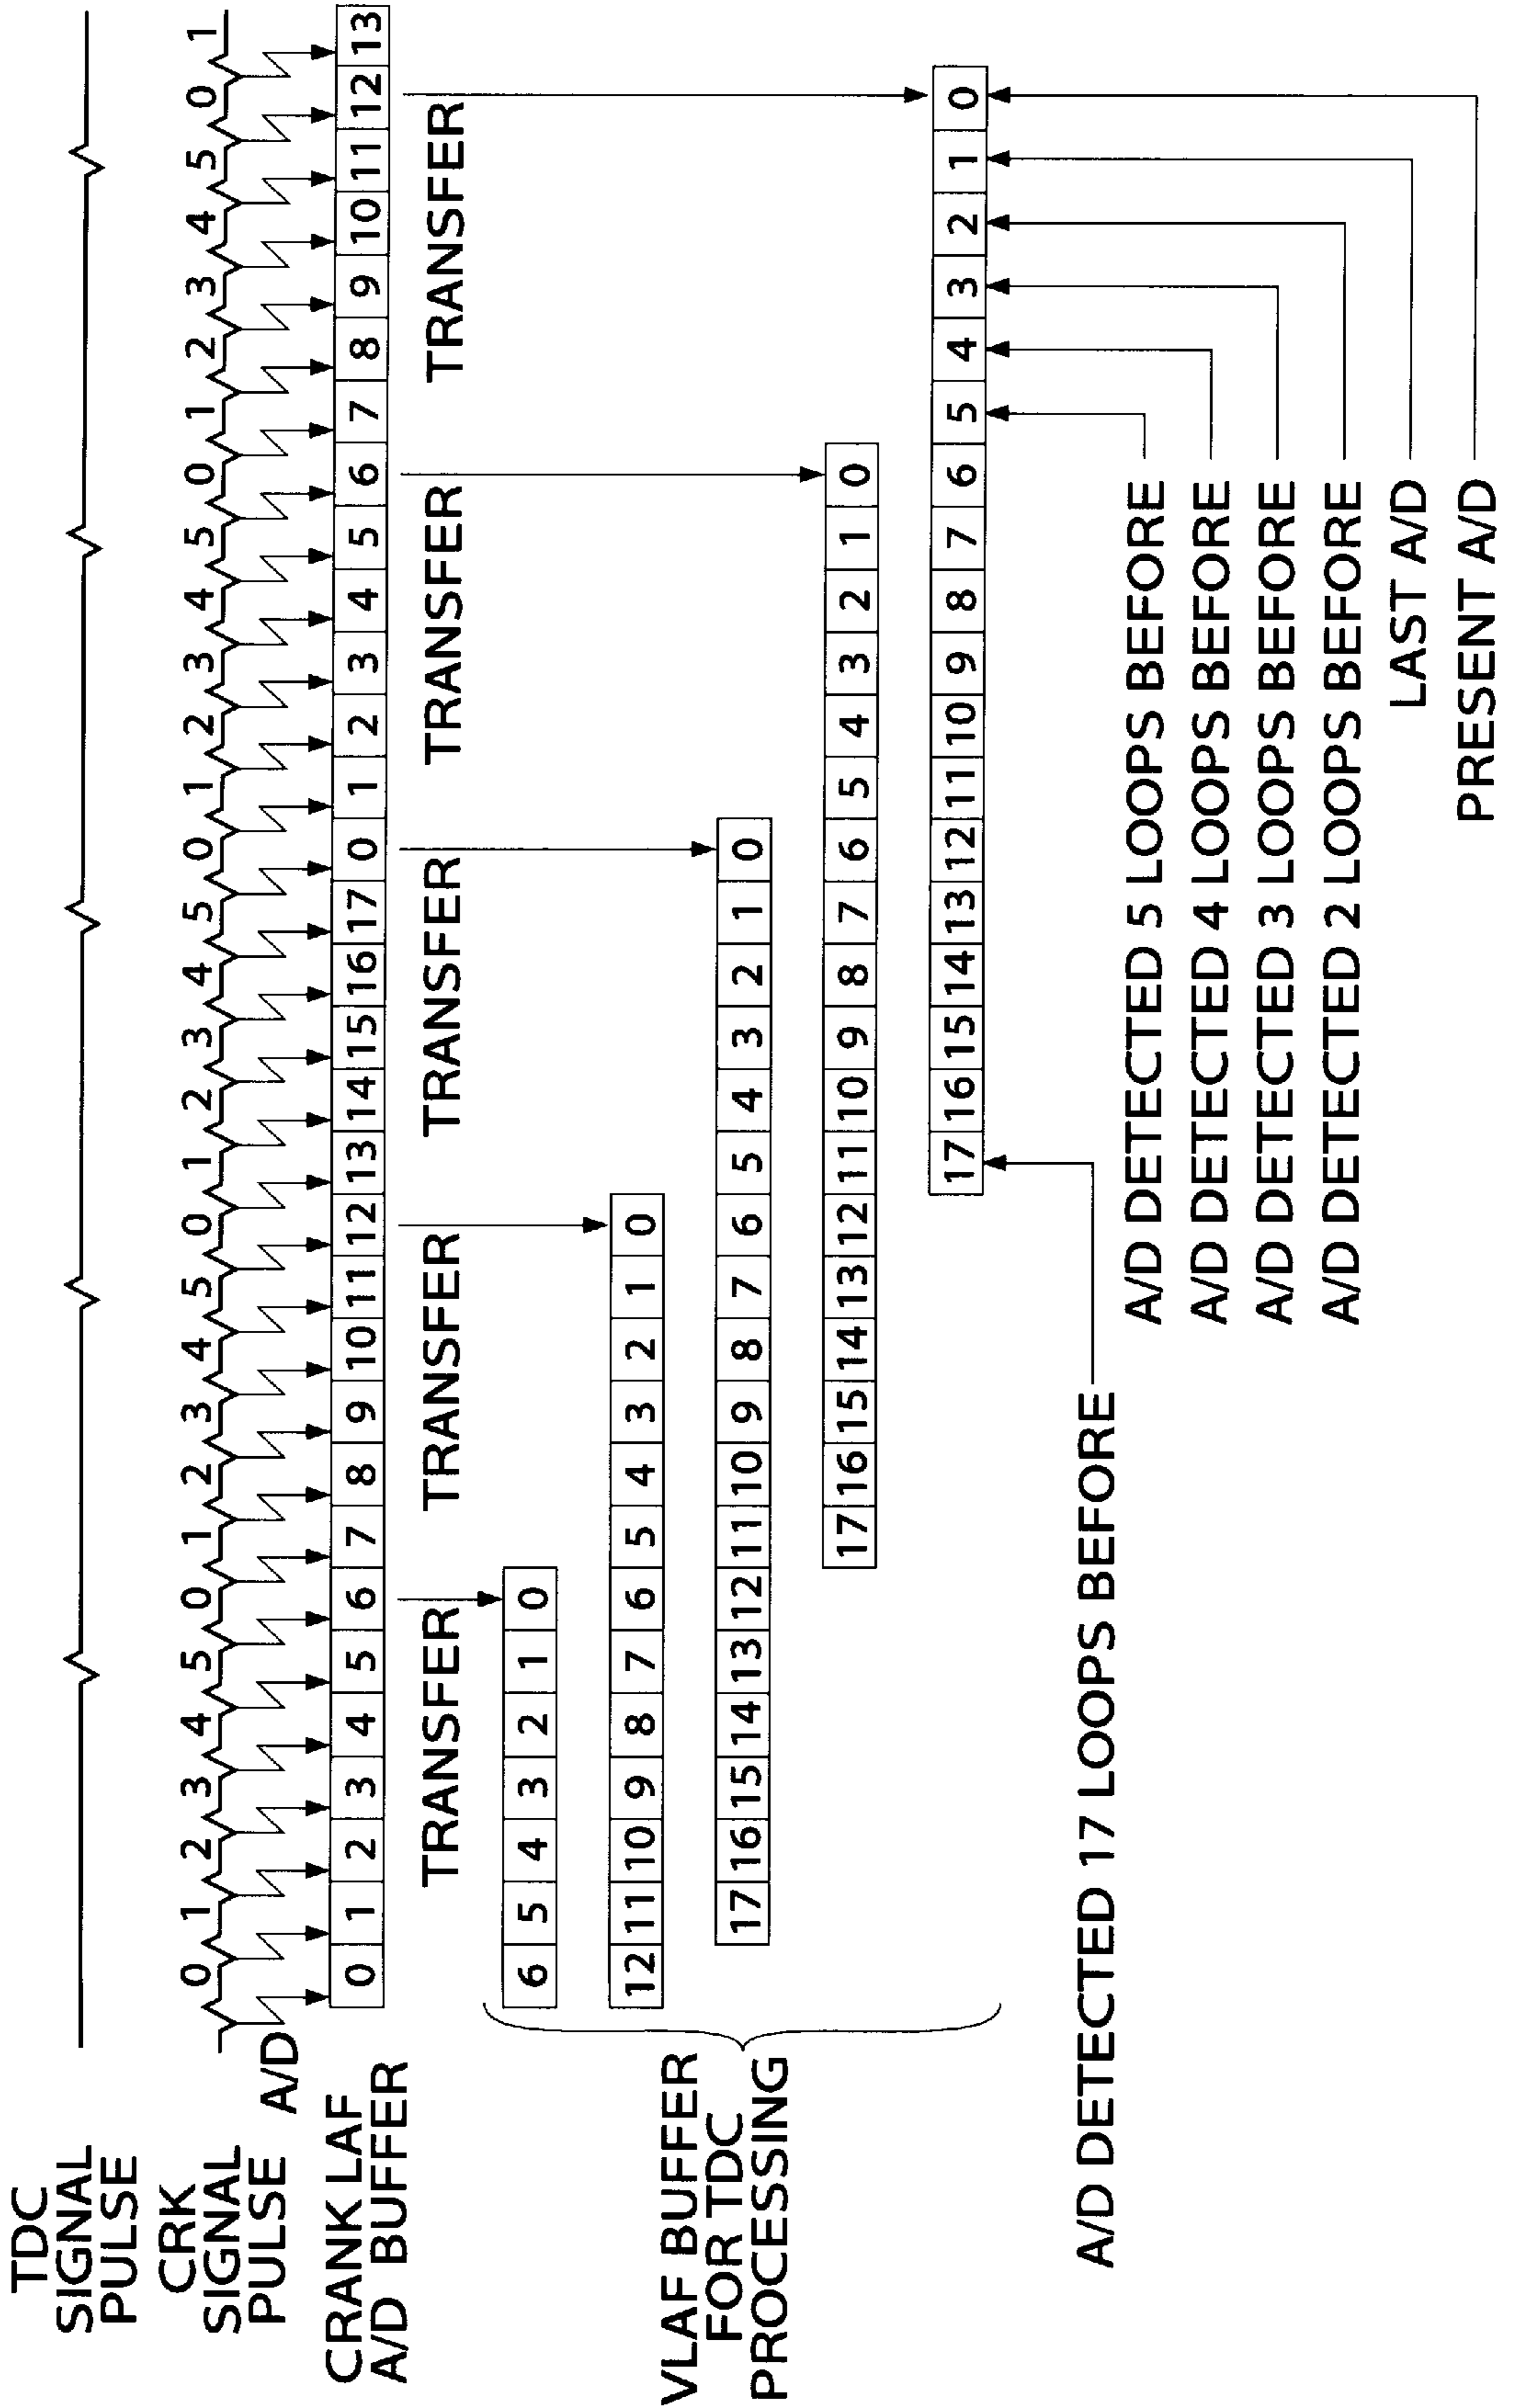 TDC
SIGNAL
PULSE
CRK
SIGNAL
PULSE
0 1 2 3 4 5 0 1 2 3 4 5 0 1 2 3 4 5 0 1 2 3 4 5 0 1 2 3 4 5 0 1
A/D
CRANK LAF
A/D BUFFER
0 1 2 3 4 5 6 7 8 9 10 11 12 13 14 15 16 17 0 1 2 3 4 5 6 7 8 9 10 11 12 13
TRANSFER TRANSFER TRANSFER TRANSFER TRANSFER
VLAF BUFFER
FOR TDC
PROCESSING
6 5 4 3 2 1 0
12 11 10 9 8 7 6 5 4 3 2 1 0
17 16 15 14 13 12 11 10 9 8 7 6 5 4 3 2 1 0
17 16 15 14 13 12 11 10 9 8 7 6 5 4 3 2 1 0
17 16 15 14 13 12 11 10 9 8 7 6 5 4 3 2 1 0
A/D DETECTED 17 LOOPS BEFORE
A/D DETECTED 5 LOOPS BEFORE
A/D DETECTED 4 LOOPS BEFORE
A/D DETECTED 3 LOOPS BEFORE
A/D DETECTED 2 LOOPS BEFORE
LAST A/D
PRESENT A/D